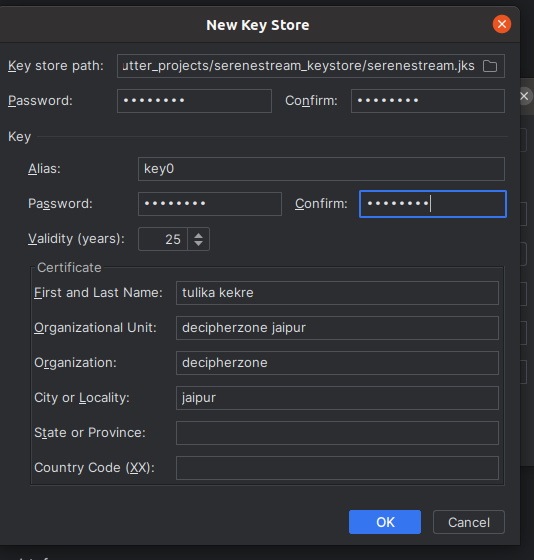 New Key Store
Key store path: utter_projects/serenestream_keystore/serenestream.jks
Password: •••••••• Confirm: ••••••••
Key
Alias: key0
Password: •••••••• Confirm: ••••••••
Validity (years): 25
Certificate
First and Last Name: tulika kekre
Organizational Unit: decipherzone jaipur
Organization: decipherzone
City or Locality: jaipur
State or Province:
Country Code (XX):
OK Cancel